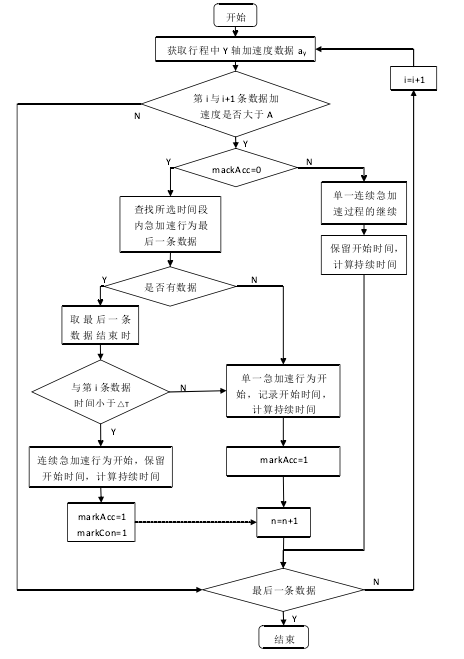 开始
获取行程中 Y 轴加速度数据 aY
i=i+1
第 i 与 i+1 条数据加
速度是否大于 A
N
Y
mackAcc=0
Y
N
查找所选时间段
内急加速行为最
后一条数据
单一连续急加
速过程的继续
保留开始时间,
计算持续时间
是否有数据
Y
N
取最后一条
数据结束时
与第 i 条数据
时间小于△T
N
Y
单一急加速行为开
始，记录开始时间，
计算持续时间
连续急加速行为开始，保留
开始时间，计算持续时间
markAcc=1
markAcc=1
markCon=1
n=n+1
最后一条数据
N
Y
结束